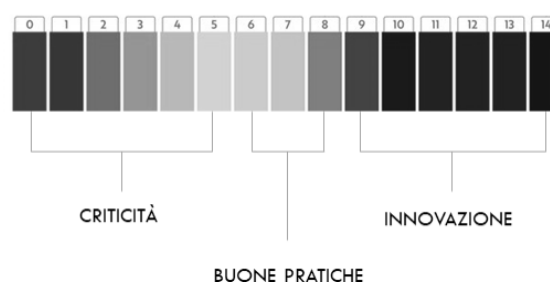 0 1 2 3 4 5 6 7 8 9 10 11 12 13 14
CRITICITÀ
INNOVAZIONE
BUONE PRATICHE